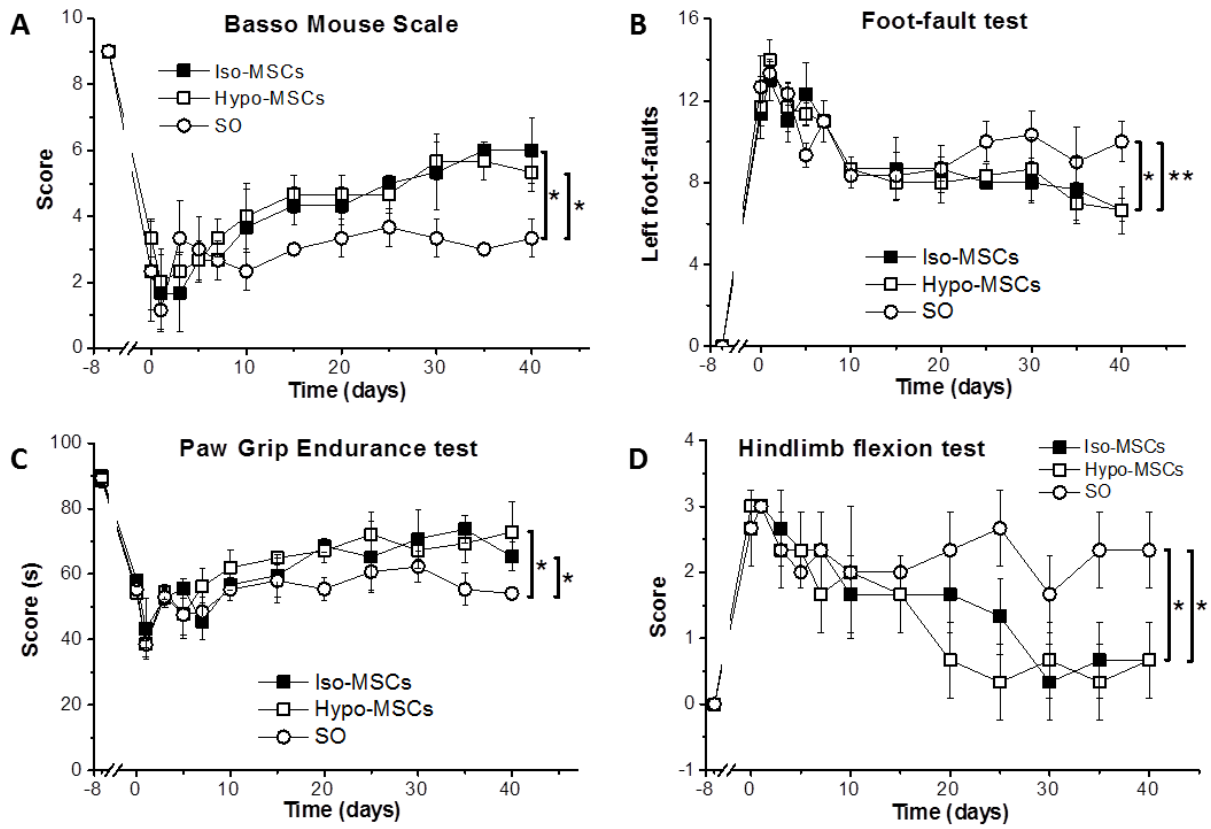 A
Basso Mouse Scale
Iso-MSCs
Hypo-MSCs
SO
Score
10
8
6
4
2
0
-8 0 10 20 30 40
Time (days)
* *
B
Foot-fault test
Iso-MSCs
Hypo-MSCs
SO
Left foot-faults
16
12
8
4
0
-8 0 10 20 30 40
Time (days)
* **
C
Paw Grip Endurance test
Iso-MSCs
Hypo-MSCs
SO
Score (s)
100
80
60
40
20
0
-8 0 10 20 30 40
Time (days)
* *
D
Hindlimb flexion test
Iso-MSCs
Hypo-MSCs
SO
Score
4
3
2
1
0
-1
-8 0 10 20 30 40
Time (days)
* *